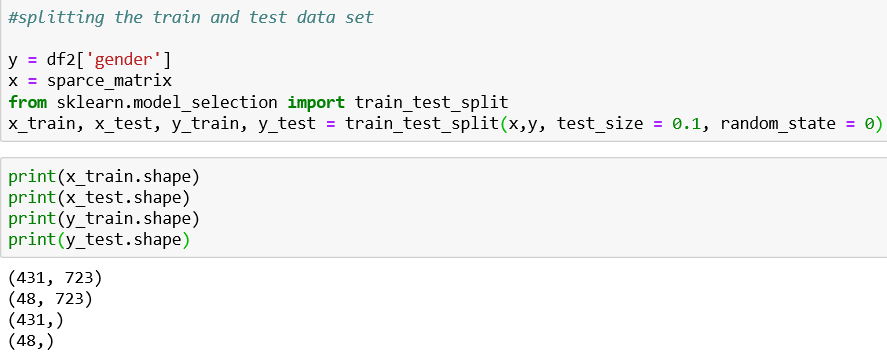 #splitting the train and test data set
y = df2['gender']
x = sparce_matrix
from sklearn.model_selection import train_test_split
x_train, x_test, y_train, y_test = train_test_split(x,y, test_size = 0.1, random_state = 0)
print(x_train.shape)
print(x_test.shape)
print(y_train.shape)
print(y_test.shape)
(431, 723)
(48, 723)
(431,)
(48,)